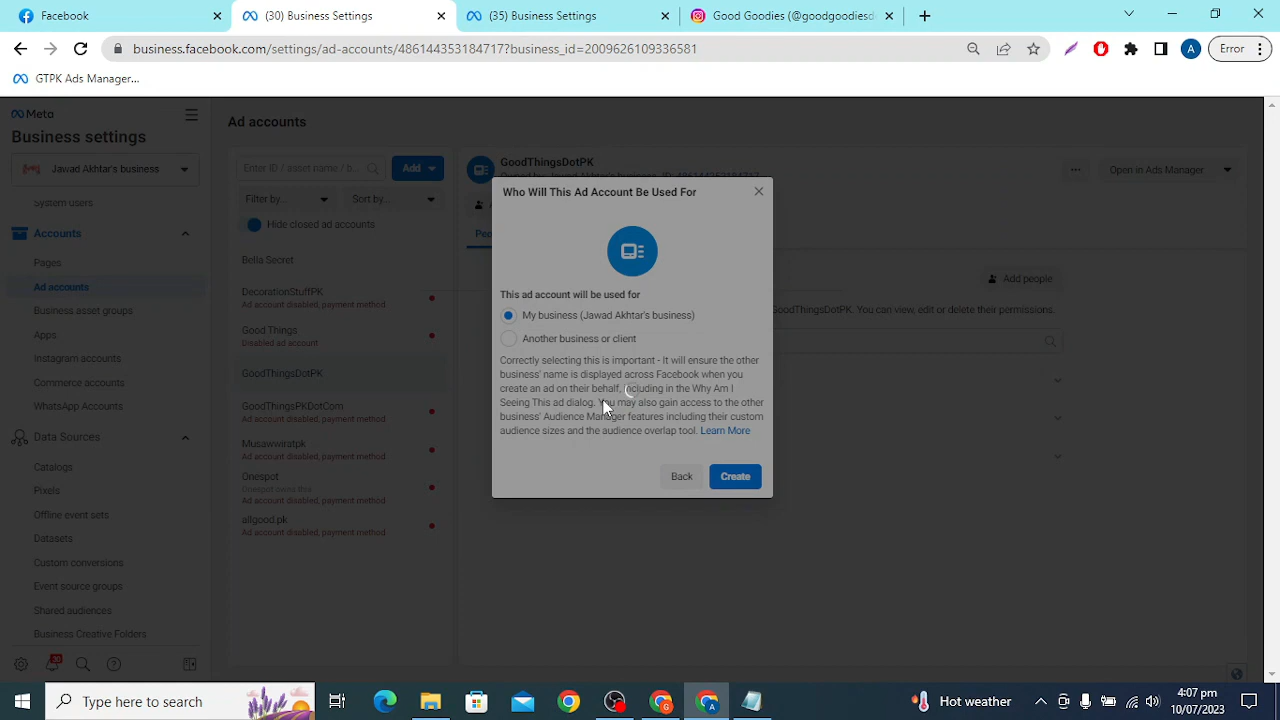 Facebook
(30) Business Settings
(35) Business Settings
Good Goodies (@goodgoodiesd
business.facebook.com/settings/ad-accounts/486144353184717?business_id=2009626109336581
A
Error
GTPK Ads Manager...
Meta
Business settings
Jawad Akhtar's business
System users
Accounts
Pages
Ad accounts
Business asset groups
Apps
Instagram accounts
Commerce accounts
WhatsApp Accounts
Data Sources
Catalogs
Pixels
Offline event sets
Datasets
Custom conversions
Event source groups
Shared audiences
Business Creative Folders
Ad accounts
Enter ID / asset name / b...
Add
Filter by...
Sort by...
Hide closed ad accounts
Bella Secret
DecorationStuffPK
Ad account disabled, payment method
Good Things
Disabled ad account
GoodThingsDotPK
GoodThingsPKDotCom
Ad account disabled, payment method
Musawwiratpk
Ad account disabled, payment method
Onespot
Onespot owns this
Ad account disabled, payment method
allgood.pk
Ad account disabled, payment method
GoodThingsDotPK
Open in Ads Manager
Add people
GoodThingsDotPK. You can view, edit or delete their permissions.
Who Will This Ad Account Be Used For
This ad account will be used for
My business (Jawad Akhtar's business)
Another business or client
Correctly selecting this is important - It will ensure the other
business' name is displayed across Facebook when you
create an ad on their behalf, including in the Why Am I
Seeing This ad dialog. You may also gain access to the other
business' Audience Manager features including their custom
audience sizes and the audience overlap tool. Learn More
Back
Create
Type here to search
Hot weather
4:07 pm
10/07/2023